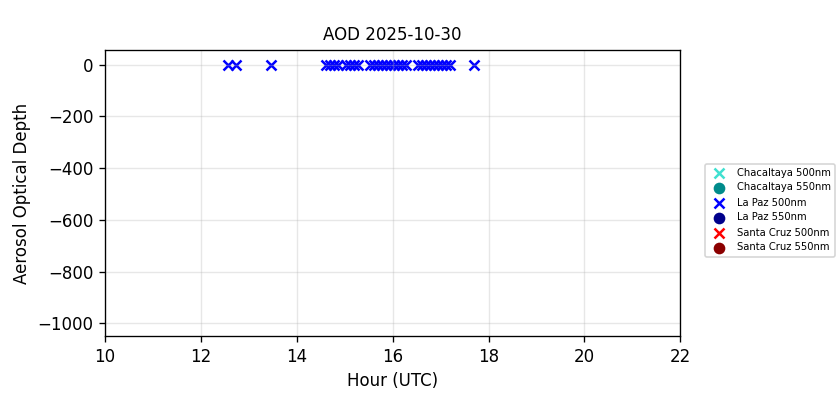 AOD 2025-10-30
0
−200
−400
−600
−800
−1000
Aerosol Optical Depth
10 12 14 16 18 20 22
Hour (UTC)
Chacaltaya 500nm
Chacaltaya 550nm
La Paz 500nm
La Paz 550nm
Santa Cruz 500nm
Santa Cruz 550nm